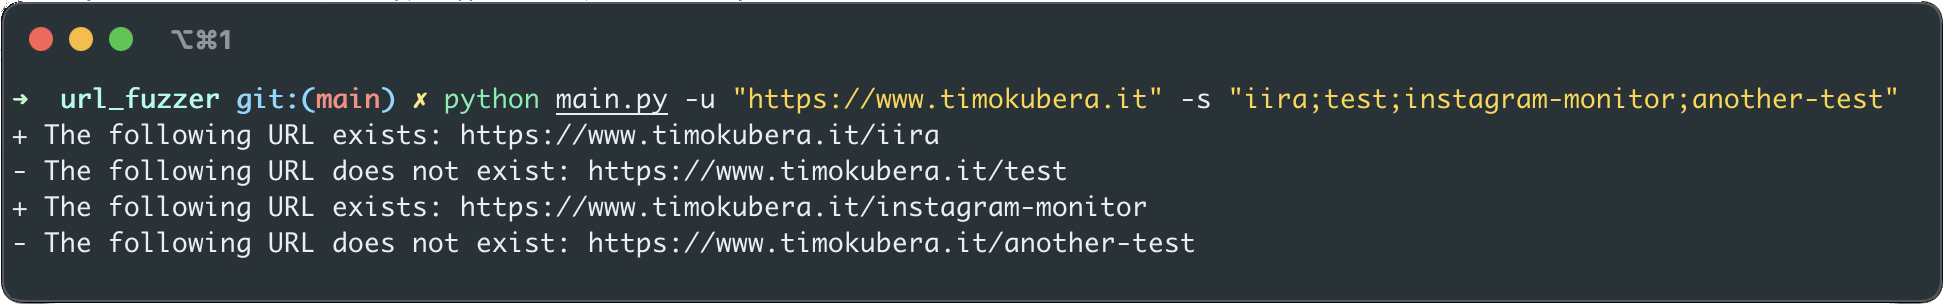 ⌥⌘1
➜ url_fuzzer git:(main) ✗ python main.py -u "https://www.timokubera.it" -s "iira;test;instagram-monitor;another-test"
+ The following URL exists: https://www.timokubera.it/iira
- The following URL does not exist: https://www.timokubera.it/test
+ The following URL exists: https://www.timokubera.it/instagram-monitor
- The following URL does not exist: https://www.timokubera.it/another-test